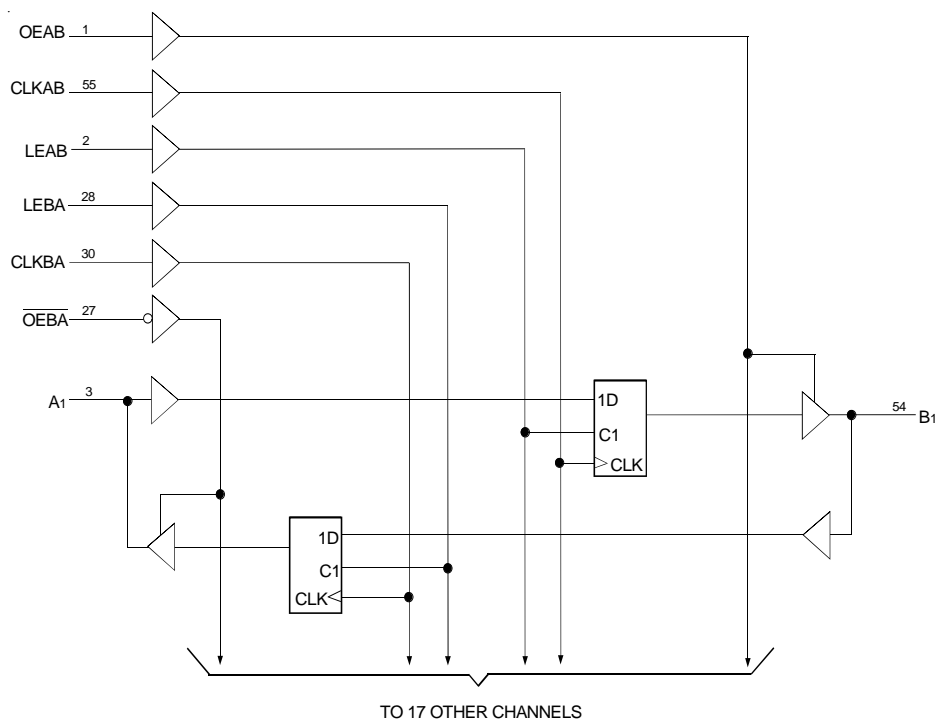 OEAB 1
CLKAB 55
LEAB 2
LEBA 28
CLKBA 30
OEBA 27
A1 3
1D
C1
CLK
54 B1
1D
C1
CLK
TO 17 OTHER CHANNELS